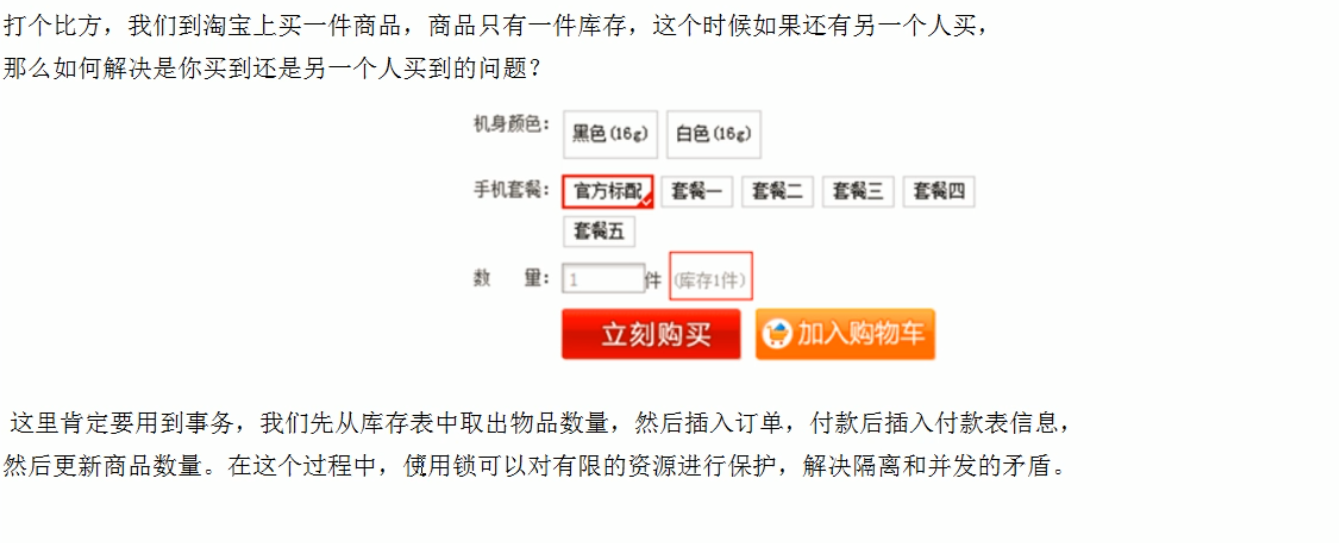 打个比方，我们到淘宝上买一件商品，商品只有一件库存，这个时候如果还有另一个人买，
那么如何解决是你买到还是另一个人买到的问题？
机身颜色： 黑色(16g) 白色(16g)
手机套餐： 官方标配 套餐一 套餐二 套餐三 套餐四
套餐五
数 量： 1 件 (库存1件)
立刻购买 加入购物车
这里肯定要用到事务，我们先从库存表中取出物品数量，然后插入订单，付款后插入付款表信息，
然后更新商品数量。在这个过程中，使用锁可以对有限的资源进行保护，解决隔离和并发的矛盾。